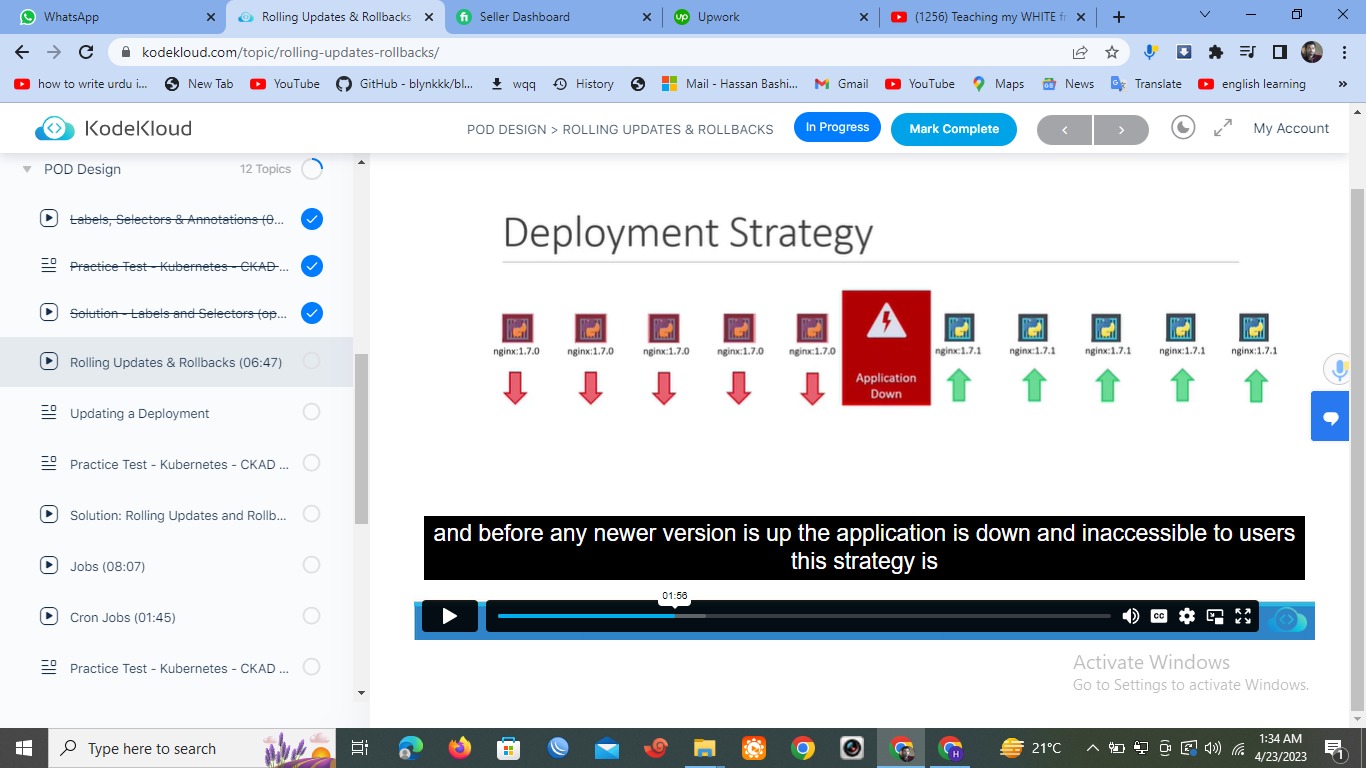 WhatsApp
Rolling Updates & Rollbacks
Seller Dashboard
Upwork
(1256) Teaching my WHITE fr
kodekloud.com/topic/rolling-updates-rollbacks/
how to write urdu i...
New Tab
YouTube
GitHub - blynkkk/bl...
wqq
History
Mail - Hassan Bashi...
Gmail
YouTube
Maps
News
Translate
english learning
KodeKloud
POD DESIGN > ROLLING UPDATES & ROLLBACKS
In Progress
Mark Complete
My Account
POD Design
12 Topics
Labels, Selectors & Annotations (0...
Practice Test - Kubernetes - CKAD ...
Solution - Labels and Selectors (op...
Rolling Updates & Rollbacks (06:27)
Updating a Deployment
Practice Test - Kubernetes - CKAD ...
Solution: Rolling Updates and Rollb...
Jobs (08:07)
Cron Jobs (01:45)
Practice Test - Kubernetes - CKAD ...
Deployment Strategy
nginx:1.7.0
nginx:1.7.0
nginx:1.7.0
nginx:1.7.0
nginx:1.7.0
Application
Down
nginx:1.7.1
nginx:1.7.1
nginx:1.7.1
nginx:1.7.1
nginx:1.7.1
and before any newer version is up the application is down and inaccessible to users
this strategy is
01:56
CC
Activate Windows
Go to Settings to activate Windows.
Type here to search
21°C
1:34 AM
4/23/2023
1